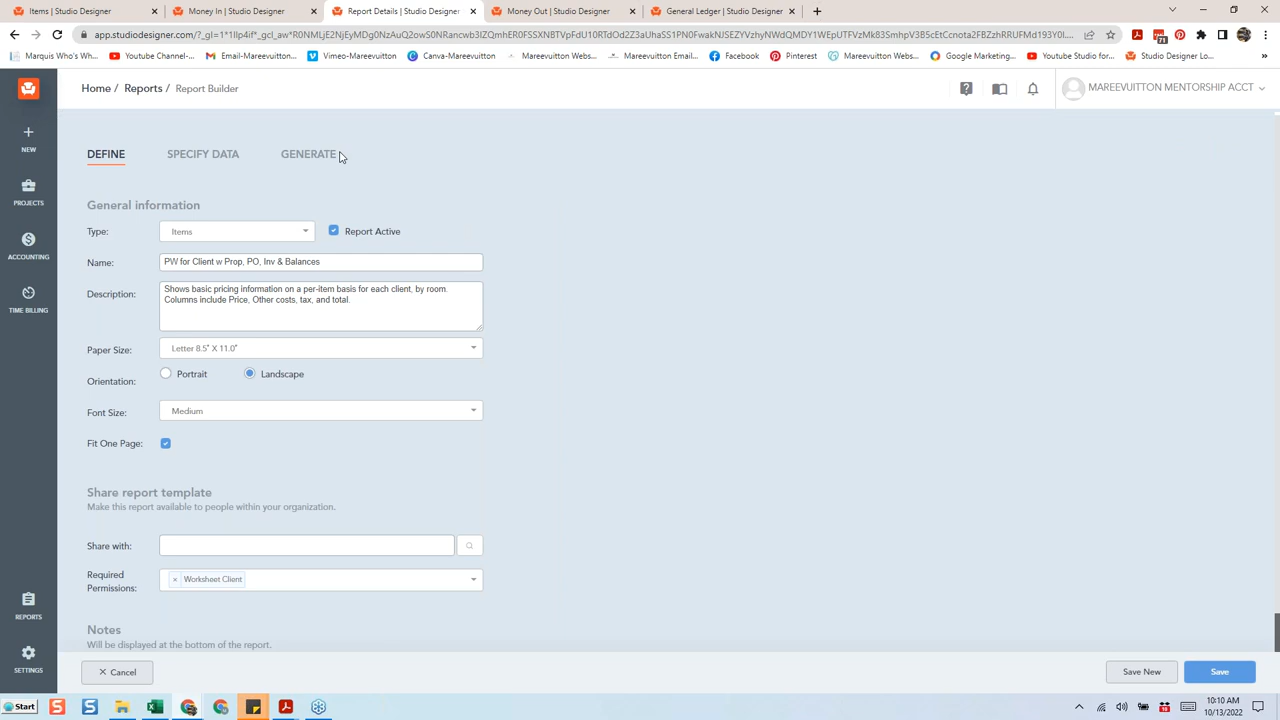 Items | Studio Designer
Money In | Studio Designer
Report Details | Studio Designer
Money Out | Studio Designer
General Ledger | Studio Designer
Marquis Who's Who...
Youtube Channel-...
Email-Mareevuitton...
Vimeo-Mareevuitton
Canva-Mareevuitton
Mareevuitton Webs...
Mareevuitton Email...
Facebook
Pinterest
Mareevuitton Webs...
Google Marketing...
Youtube Studio for...
Studio Designer Lo...
Home / Reports / Report Builder
MAREEVUITTON MENTORSHIP ACCT
NEW
PROJECTS
ACCOUNTING
TIME BILLING
REPORTS
SETTINGS
DEFINE SPECIFY DATA GENERATE
General information
Type: Items Report Active
Name: PW for Client w Prop, PO, Inv & Balances
Description: Shows basic pricing information on a per-item basis for each client, by room.
Columns include Price, Other costs, tax, and total.
Paper Size: Letter 8.5" X 11.0"
Orientation: Portrait Landscape
Font Size: Medium
Fit One Page:
Share report template
Make this report available to people within your organization.
Share with:
Required
Permissions: × Worksheet Client
Notes
Will be displayed at the bottom of the report.
× Cancel
Save New
Save
Start
10:10 AM
10/13/2022